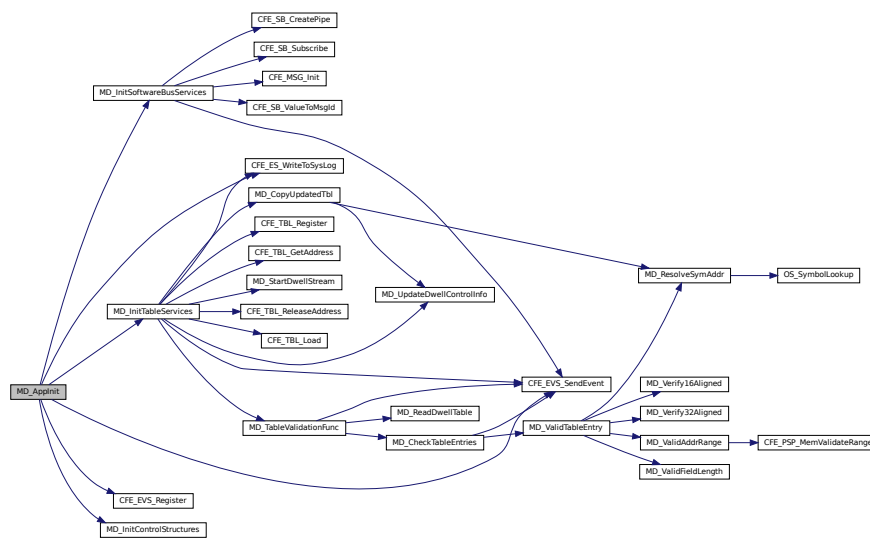 CFE_SB_CreatePipe
CFE_SB_Subscribe
CFE_MSG_Init
MD_InitSoftwareBusServices
CFE_SB_ValueToMsgId
CFE_ES_WriteToSysLog
MD_CopyUpdatedTbl
CFE_TBL_Register
CFE_TBL_GetAddress
MD_ResolveSymAddr
OS_SymbolLookup
MD_StartDwellStream
MD_UpdateDwellControlInfo
MD_InitTableServices
CFE_TBL_ReleaseAddress
CFE_TBL_Load
CFE_EVS_SendEvent
MD_Verify16Aligned
MD_AppInit
MD_ReadDwellTable
MD_Verify32Aligned
MD_TableValidationFunc
MD_ValidTableEntry
MD_CheckTableEntries
MD_ValidAddrRange
CFE_PSP_MemValidateRange
MD_ValidFieldLength
CFE_EVS_Register
MD_InitControlStructures